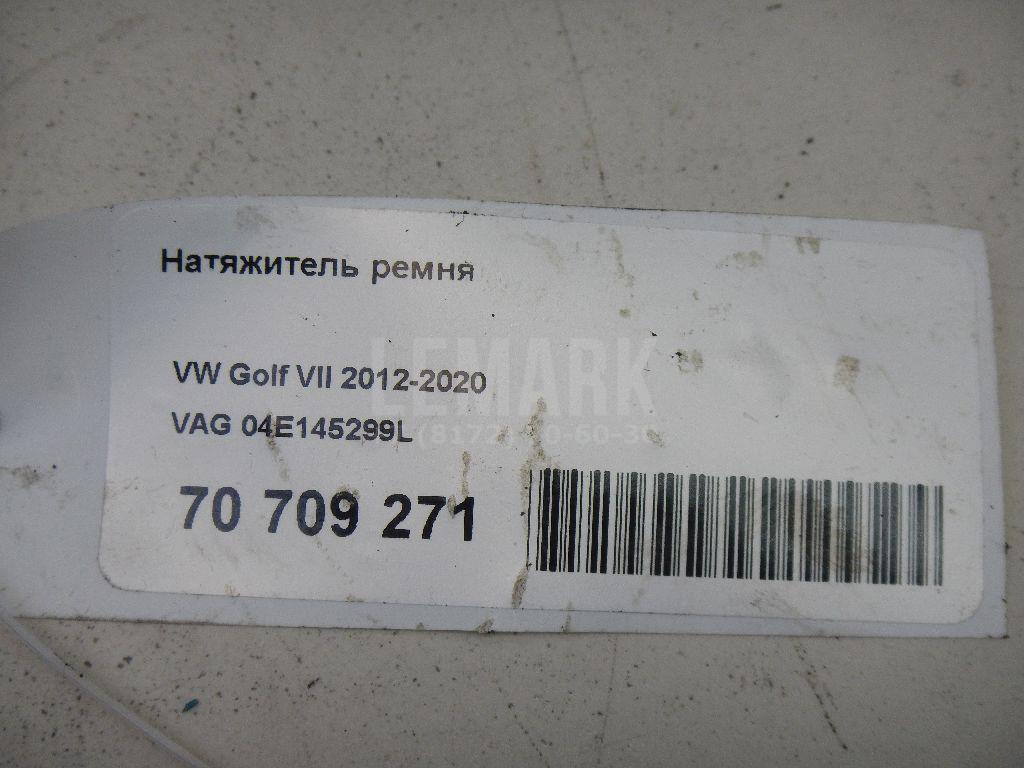 Натяжитель ремня
VW Golf VII 2012-2020
LEMARK
VAG 04E145299L
70 709 271